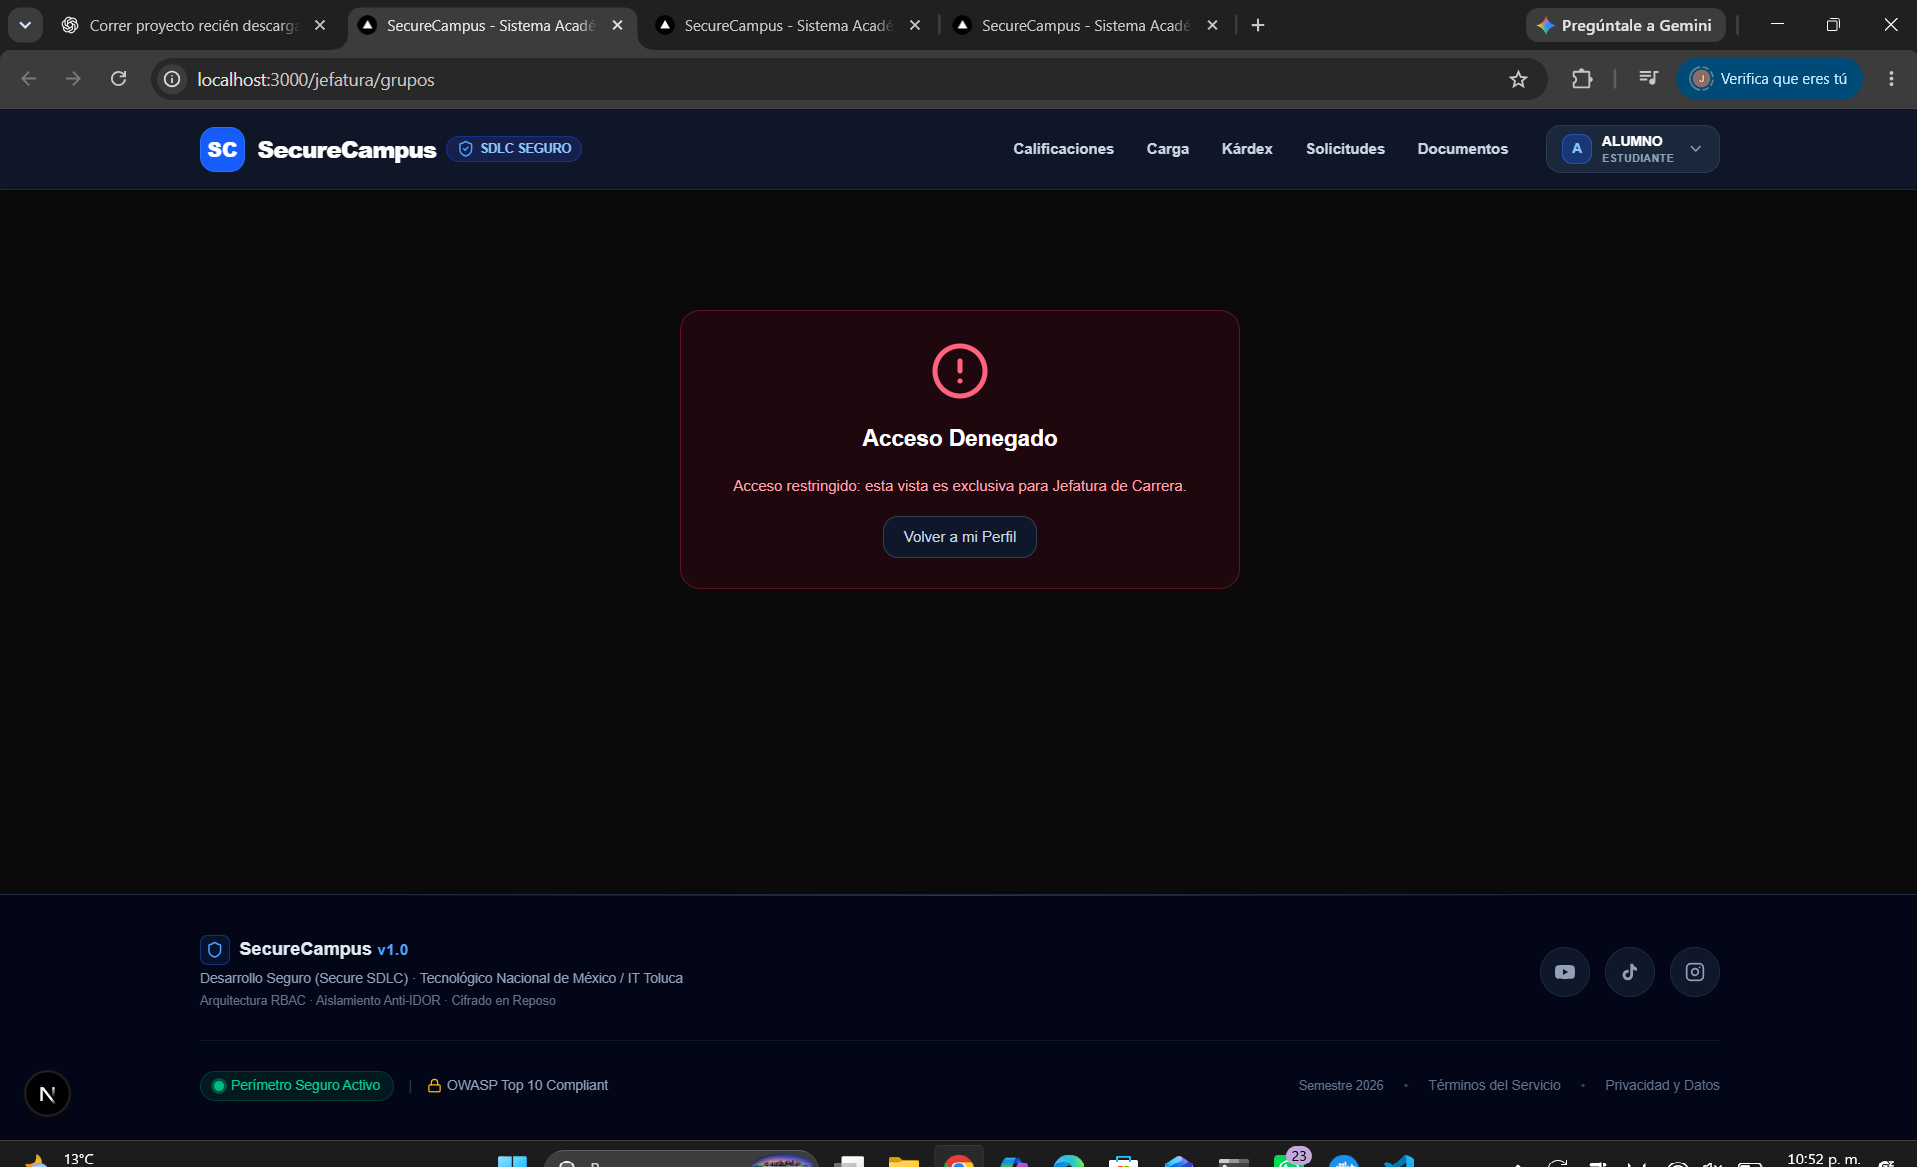 Correr proyecto recién descarga
SecureCampus - Sistema Acadé
SecureCampus - Sistema Acadé
SecureCampus - Sistema Acadé
Pregúntale a Gemini
localhost:3000/jefatura/grupos
J
Verifica que eres tú
SC
SecureCampus
SDLC SEGURO
Calificaciones
Carga
Kárdex
Solicitudes
Documentos
A
ALUMNO
ESTUDIANTE
Acceso Denegado
Acceso restringido: esta vista es exclusiva para Jefatura de Carrera.
Volver a mi Perfil
SecureCampus v1.0
Desarrollo Seguro (Secure SDLC) · Tecnológico Nacional de México / IT Toluca
Arquitectura RBAC · Aislamiento Anti-IDOR · Cifrado en Reposo
N
Perímetro Seguro Activo
OWASP Top 10 Compliant
Semestre 2026 • Términos del Servicio • Privacidad y Datos
13°C
23
10:52 p. m.